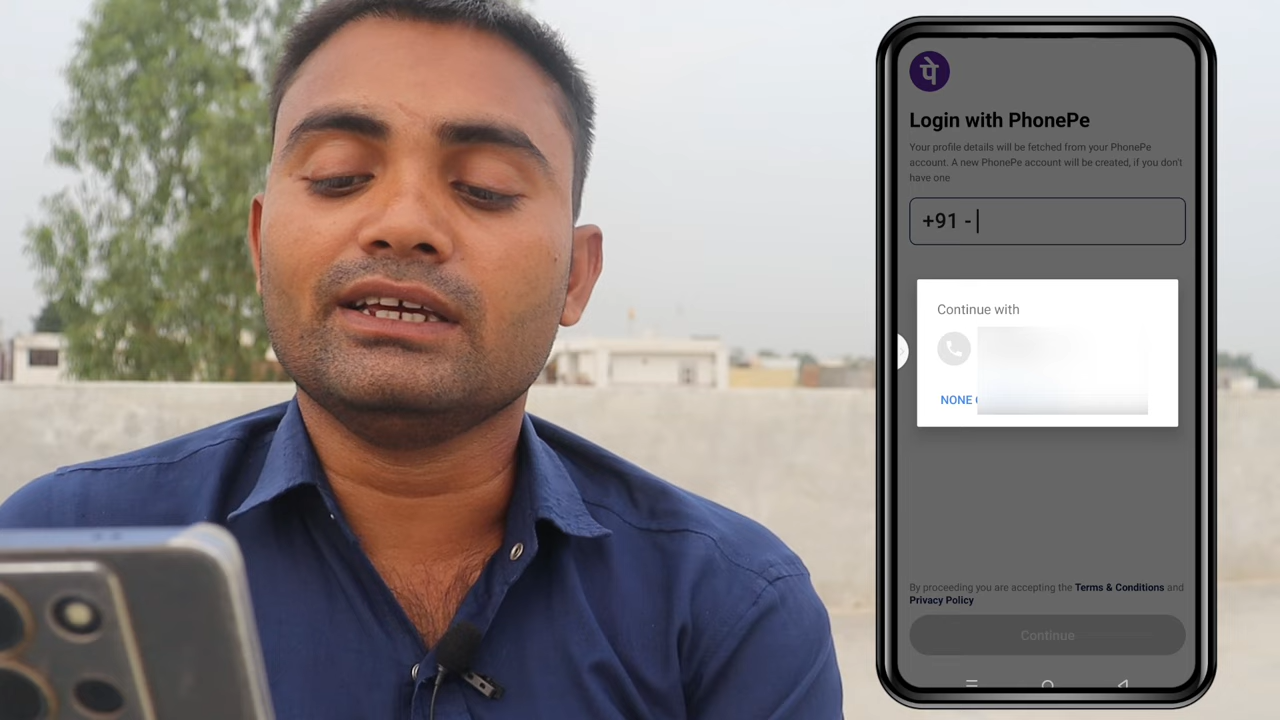 पे
Login with PhonePe
Your profile details will be fetched from your PhonePe
account. A new PhonePe account will be created, if you don't
have one
+91 -
Continue with
NONE
By proceeding you are accepting the Terms & Conditions and
Privacy Policy
Continue